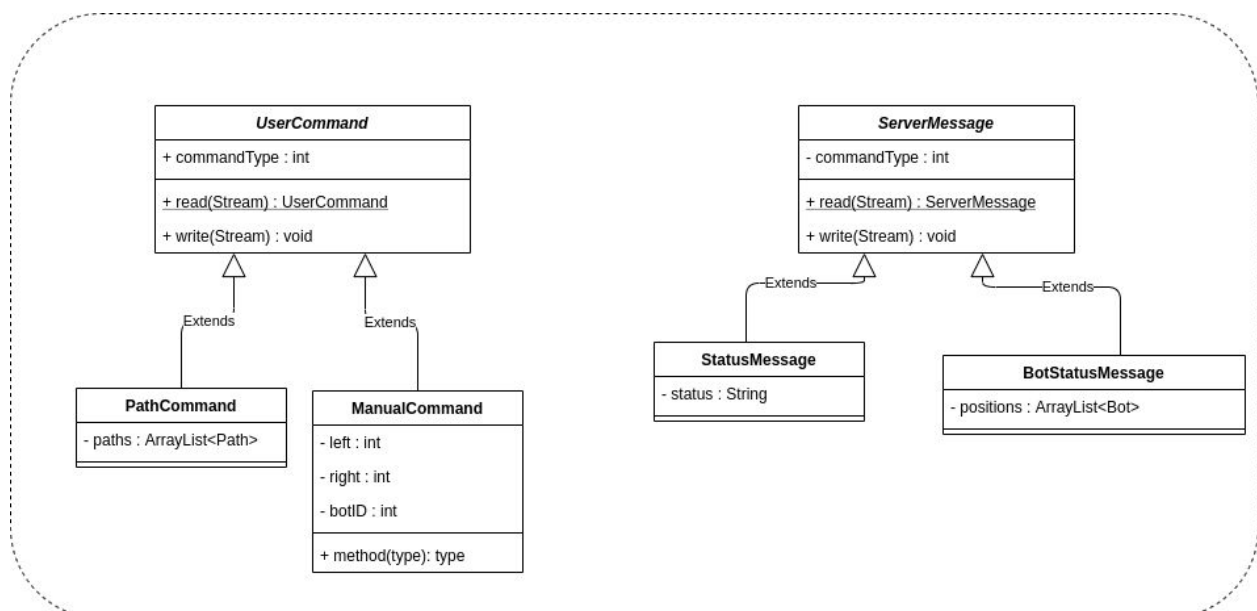 UserCommand
+ commandType : int
+ read(Stream) : UserCommand
+ write(Stream) : void
Extends
Extends
PathCommand
- paths : ArrayList<Path>
ManualCommand
- left : int
- right : int
- botID : int
+ method(type): type
ServerMessage
- commandType : int
+ read(Stream) : ServerMessage
+ write(Stream) : void
Extends
Extends
StatusMessage
- status : String
BotStatusMessage
- positions : ArrayList<Bot>